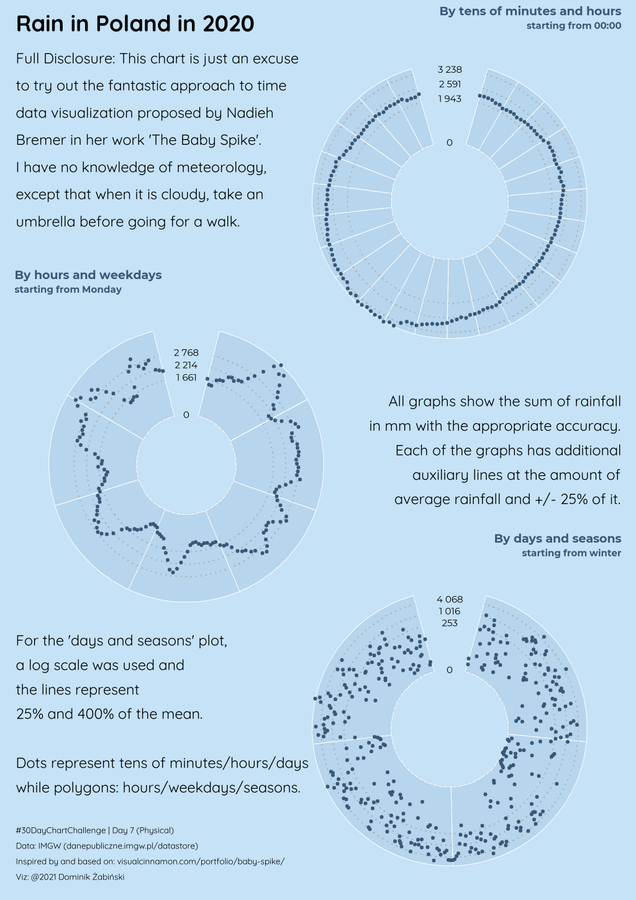 Rain in Poland in 2020
Full Disclosure: This chart is just an excuse
to try out the fantastic approach to time
data visualization proposed by Nadieh
Bremer in her work 'The Baby Spike'.
I have no knowledge of meteorology,
except that when it is cloudy, take an
umbrella before going for a walk.
By tens of minutes and hours
starting from 00:00
3 238
2 591
1 943
0
By hours and weekdays
starting from Monday
2 768
2 214
1 661
0
All graphs show the sum of rainfall
in mm with the appropriate accuracy.
Each of the graphs has additional
auxiliary lines at the amount of
average rainfall and +/- 25% of it.
By days and seasons
starting from winter
4 068
1 016
253
0
For the 'days and seasons' plot,
a log scale was used and
the lines represent
25% and 400% of the mean.
Dots represent tens of minutes/hours/days
while polygons: hours/weekdays/seasons.
#30DayChartChallenge | Day 7 (Physical)
Data: IMGW (danepubliczne.imgw.pl/datastore)
Inspired by and based on: visualcinnamon.com/portfolio/baby-spike/
Viz: @2021 Dominik Żabiński